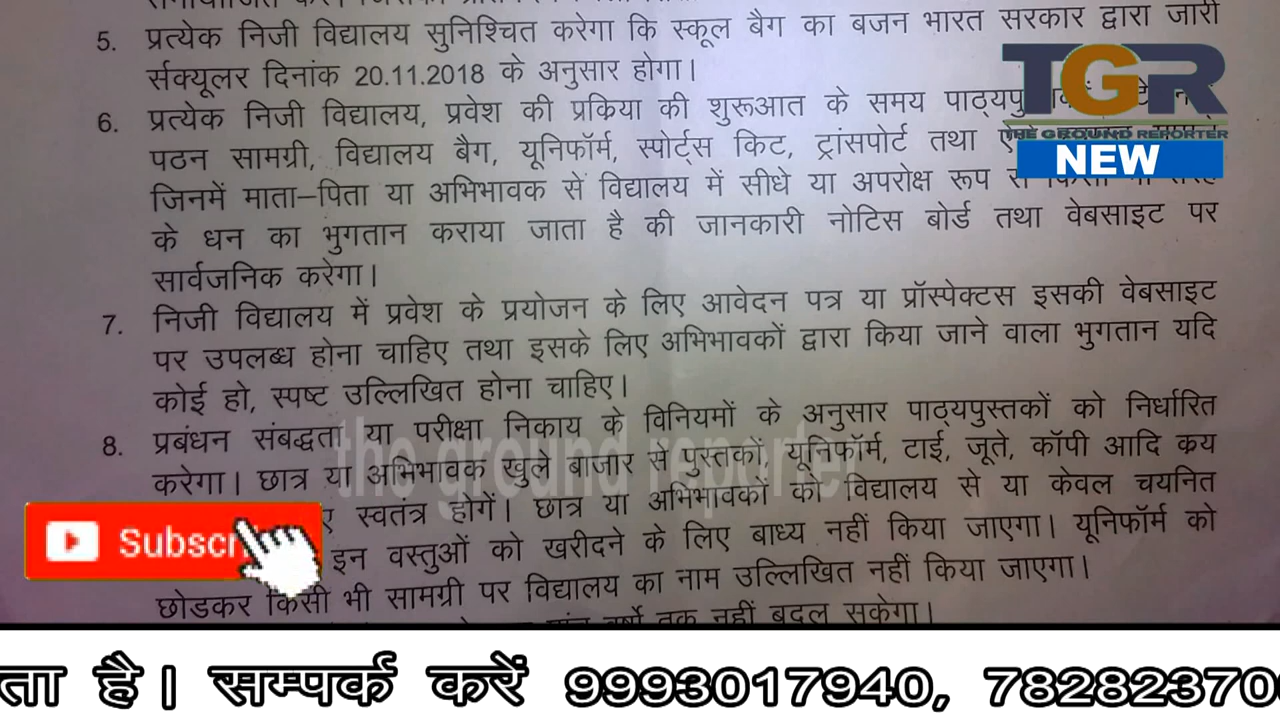 5. प्रत्येक निजी विद्यालय सुनिश्चित करेगा कि स्कूल बैग का बजन भारत सरकार द्वारा जारी
र्सक्यूलर दिनांक 20.11.2018 के अनुसार होगा।
6. प्रत्येक निजी विद्यालय, प्रवेश की प्रकिया की शुरूआत के समय
पठन सामग्री, विद्यालय बैग, यूनिफॉर्म, स्पोर्ट्स किट, ट्रांसपोर्ट तथा
जिनमें माता–पिता या अभिभावक सें विद्यालय में सीधे या अपरोक्ष रूप
के धन का भुगतान कराया जाता है की जानकारी नोटिस बोर्ड तथा वेबसाइट पर
सार्वजनिक करेगा।
7. निजी विद्यालय में प्रवेश के प्रयोजन के लिए आवेदन पत्र या प्रॉस्पेक्टस इसकी वेबसाइट
पर उपलब्ध होना चाहिए तथा इसके लिए अभिभावकों द्वारा किया जाने वाला भुगतान यदि
कोई हो, स्पष्ट उल्लिखित होना चाहिए।
8. प्रबंधन संबद्धता या परीक्षा निकाय के विनियमों के अनुसार पाठ्यपुस्तकों को निर्धारित
करेगा। छात्र या अभिभावक खुले बाजार से पुस्तकों, यूनिफॉर्म, टाई, जूते, कॉपी आदि क्रय
स्वतंत्र होगें। छात्र या अभिभावकों को विद्यालय से या केवल चयनित
इन वस्तुओं को खरीदने के लिए बाध्य नहीं किया जाएगा। यूनिफॉर्म को
छोडकर किसी भी सामग्री पर विद्यालय का नाम उल्लिखित नहीं किया जाएगा।
वर्षो तक नहीं बदल सकेगा।
TGR
THE GROUND REPORTER
NEW
the ground reporter
Subscr
ता है। सम्पर्क करें 9993017940, 78282370